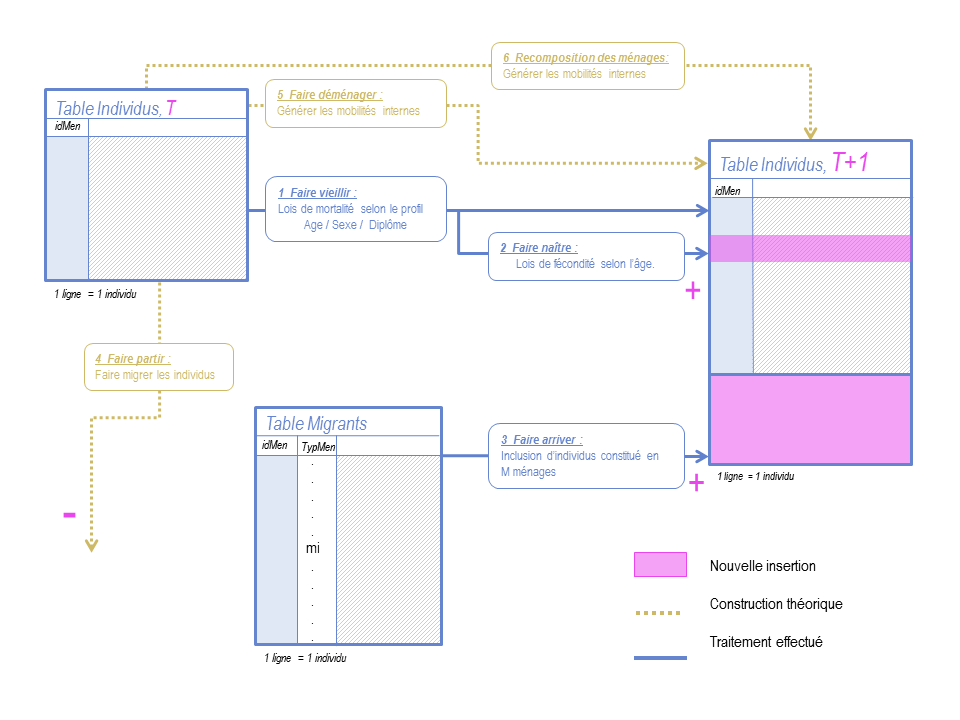 6 Recomposition des ménages:
Générer les mobilités internes
5 Faire déménager :
Générer les mobilités internes
Table Individus, T
idMen
1 ligne = 1 individu
1 Faire vieillir :
Lois de mortalité selon le profil
Age / Sexe / Diplôme
2 Faire naître :
Lois de fécondité selon l'âge.
+
Table Individus, T+1
idMen
1 ligne = 1 individu
4 Faire partir :
Faire migrer les individus
-
Table Migrants
idMen TypMen
.
.
.
.
.
mi
.
.
.
.
.
1 ligne = 1 individu
3 Faire arriver :
Inclusion d'individus constitué en
M ménages
+
Nouvelle insertion
Construction théorique
Traitement effectué